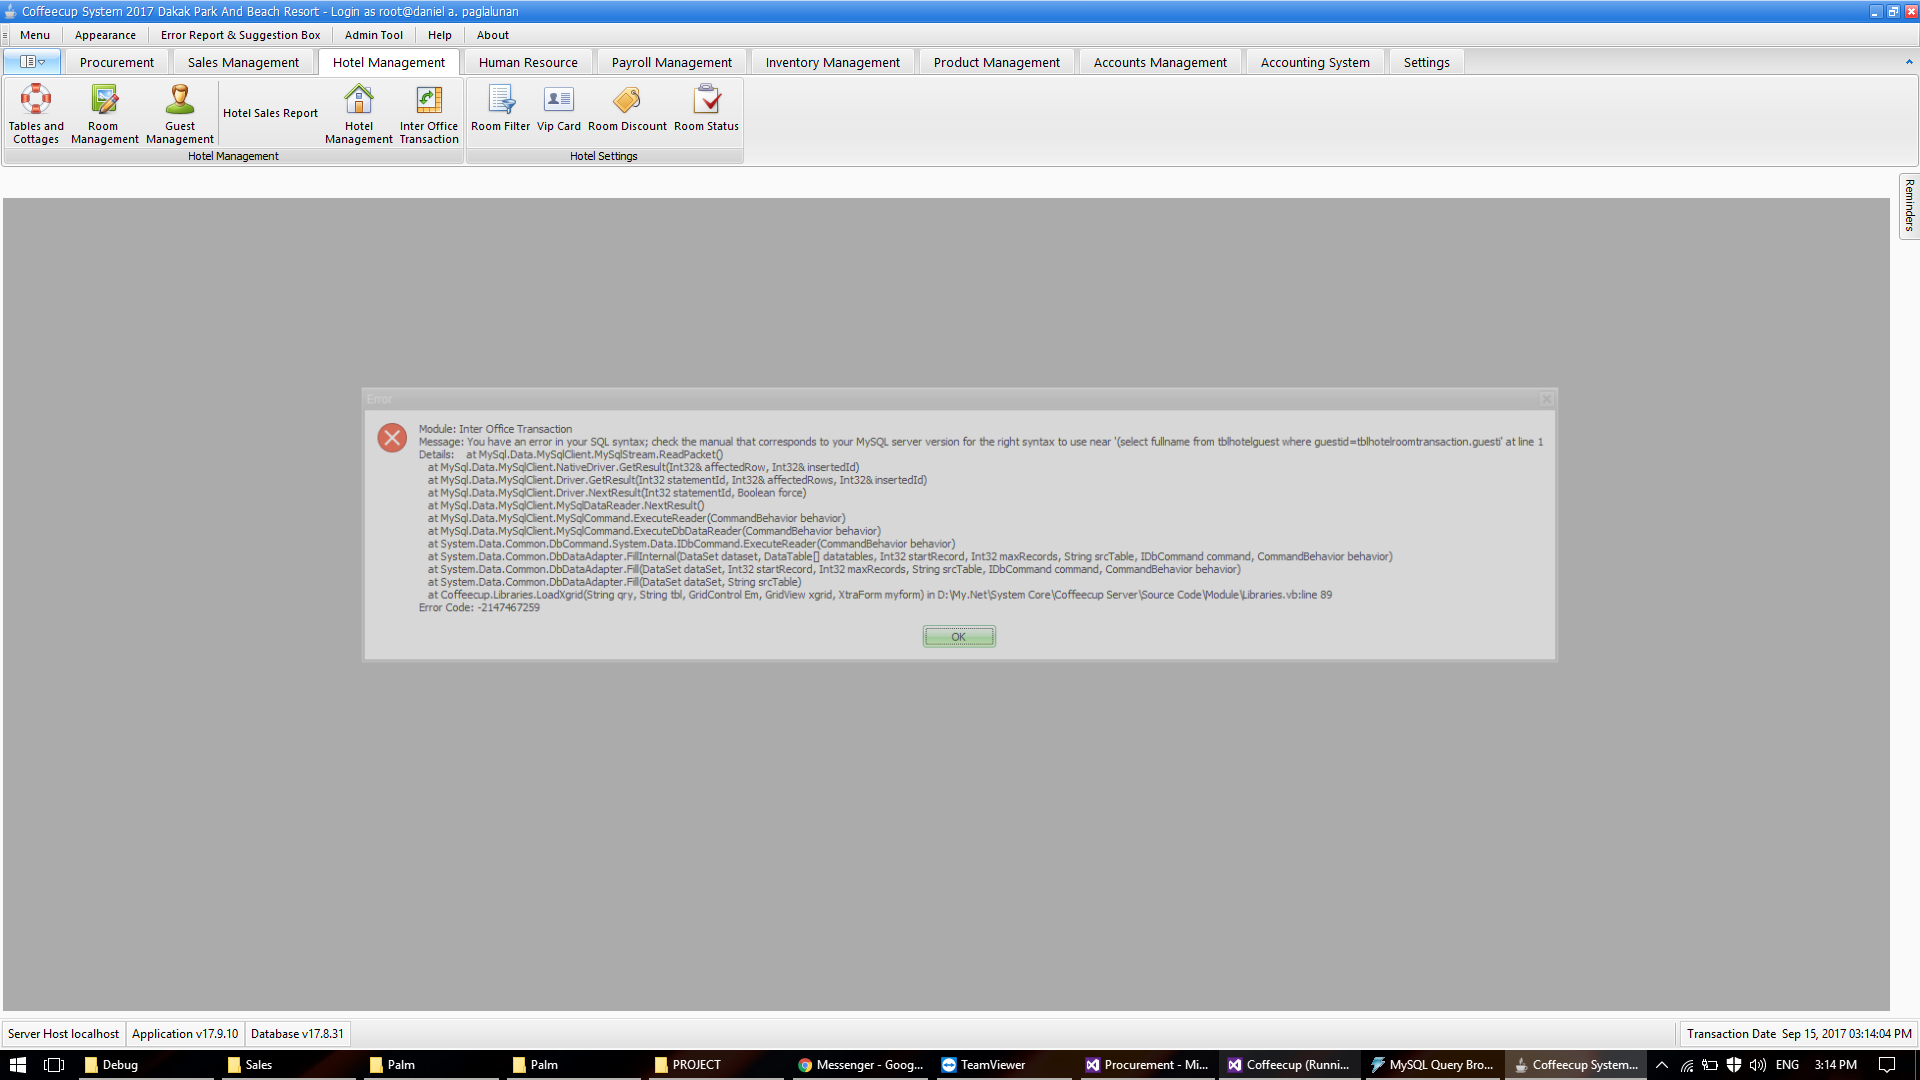 Coffeecup System 2017 Dakak Park And Beach Resort - Login as root@daniel a. paglalunan
Menu Appearance Error Report & Suggestion Box Admin Tool Help About
Procurement Sales Management Hotel Management Human Resource Payroll Management Inventory Management Product Management Accounts Management Accounting System Settings
Tables and Cottages
Room Management
Guest Management
Hotel Sales Report
Hotel Management
Inter Office Transaction
Room Filter
Vip Card
Room Discount
Room Status
Hotel Management
Hotel Settings
Reminders
Error
Module: Inter Office Transaction
Message: You have an error in your SQL syntax; check the manual that corresponds to your MySQL server version for the right syntax to use near '(select fullname from tblhotelguest where guestid=tblhotelroomtransaction.guesti' at line 1
Details:    at MySql.Data.MySqlClient.MySqlStream.ReadPacket()
at MySql.Data.MySqlClient.NativeDriver.GetResult(Int32& affectedRow, Int32& insertedId)
at MySql.Data.MySqlClient.Driver.GetResult(Int32 statementId, Int32& affectedRows, Int32& insertedId)
at MySql.Data.MySqlClient.Driver.NextResult(Int32 statementId, Boolean force)
at MySql.Data.MySqlClient.MySqlDataReader.NextResult()
at MySql.Data.MySqlClient.MySqlCommand.ExecuteReader(CommandBehavior behavior)
at MySql.Data.MySqlClient.MySqlCommand.ExecuteDbDataReader(CommandBehavior behavior)
at System.Data.Common.DbCommand.System.Data.IDbCommand.ExecuteReader(CommandBehavior behavior)
at System.Data.Common.DbDataAdapter.FillInternal(DataSet dataset, DataTable[] datatables, Int32 startRecord, Int32 maxRecords, String srcTable, IDbCommand command, CommandBehavior behavior)
at System.Data.Common.DbDataAdapter.Fill(DataSet dataSet, Int32 startRecord, Int32 maxRecords, String srcTable, IDbCommand command, CommandBehavior behavior)
at System.Data.Common.DbDataAdapter.Fill(DataSet dataSet, String srcTable)
at Coffeecup.Libraries.LoadXgrid(String qry, String tbl, GridControl Em, GridView xgrid, XtraForm myform) in D:\My.Net\System Core\Coffeecup Server\Source Code\Module\Libraries.vb:line 89
Error Code: -2147467259
OK
Server Host localhost Application v17.9.10 Database v17.8.31 Transaction Date Sep 15, 2017 03:14:04 PM
Debug Sales Palm Palm PROJECT Messenger - Goog... TeamViewer Procurement - Mi... Coffeecup (Runni... MySQL Query Bro... Coffeecup System... ENG 3:14 PM